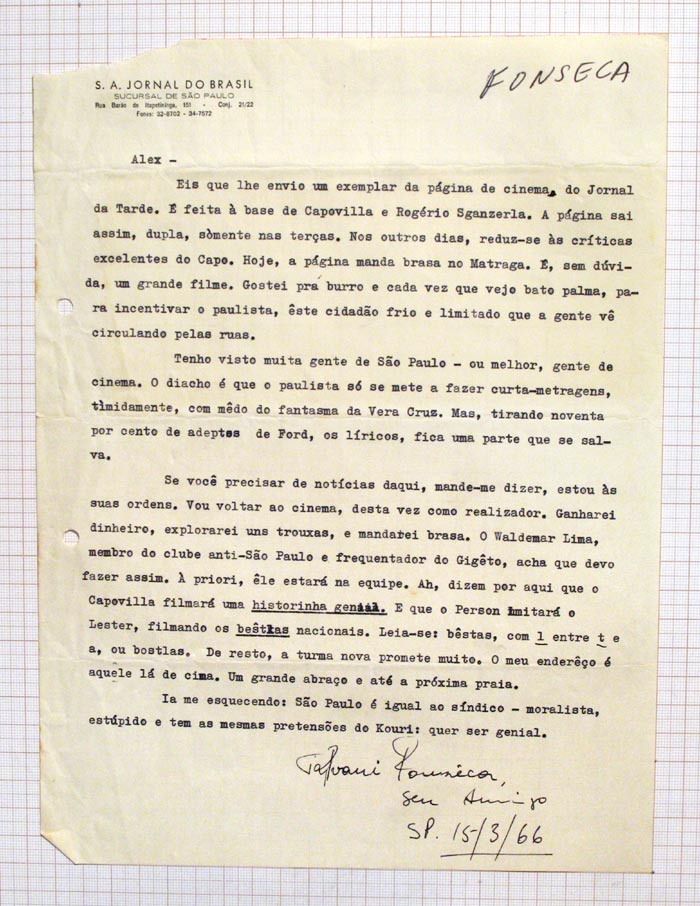 S. A. JORNAL DO BRASIL
SUCURSAL DE SÃO PAULO
Rua Barão de Itapetininga, 151 - Conj. 21/22
Fones: 32-8702 - 34-7572
FONSECA
Alex -
Eis que lhe envio um exemplar da página de cinema, do Jornal
da Tarde. É feita à base de Capovilla e Rogério Sganzerla. A página sai
assim, dupla, sòmente nas terças. Nos outros dias, reduz-se às críticas
excelentes do Capo. Hoje, a página manda brasa no Matraga. É, sem dúvi-
da, um grande filme. Gostei pra burro e cada vez que vejo bato palma, pa-
ra incentivar o paulista, êste cidadão frio e limitado que a gente vê
circulando pelas ruas.
Tenho visto muita gente de São Paulo - ou melhor, gente de
cinema. O diacho é que o paulista só se mete a fazer curta-metragens,
tìmidamente, com mêdo do fantasma da Vera Cruz. Mas, tirando noventa
por cento de adeptos de Ford, os líricos, fica uma parte que se sal-
va.
Se você precisar de notícias daqui, mande-me dizer, estou às
suas ordens. Vou voltar ao cinema, desta vez como realizador. Ganharei
dinheiro, explorarei uns trouxas, e mandarei brasa. O Waldemar Lima,
membro do clube anti-São Paulo e frequentador do Gigêto, acha que devo
fazer assim. À priori, êle estará na equipe. Ah, dizem por aqui que o
Capovilla filmará uma historinha genial. E que o Person imitará o
Lester, filmando os beêtlas nacionais. Leia-se: bêstas, com l entre t e
a, ou bostlas. De resto, a turma nova promete muito. O meu enderêço é
aquele lá de cima. Um grande abraço e até a próxima praia.
Ia me esquecendo: São Paulo é igual ao síndico - moralista,
estúpido e tem as mesmas pretensões do Kouri: quer ser genial.
Fonseca,
seu Amigo
SP. 15/3/66